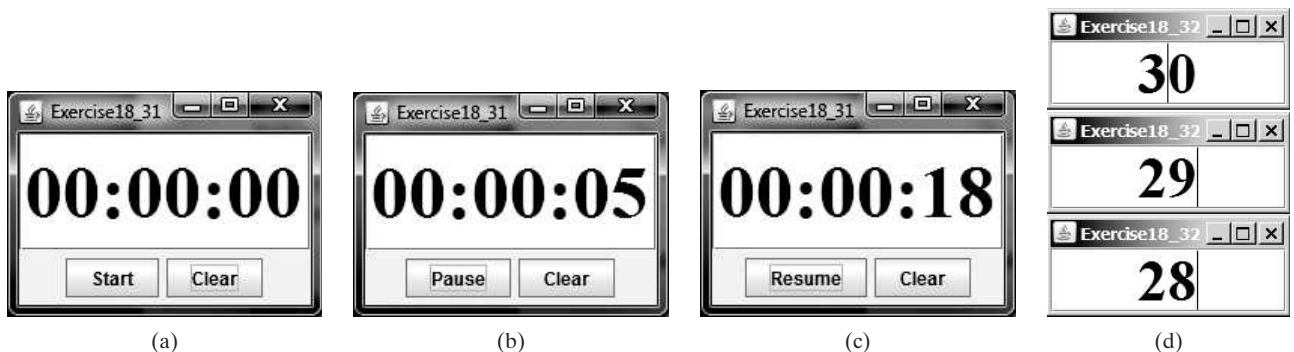 Exercise18_31
00:00:00
Start Clear
(a)
Exercise18_31
00:00:05
Pause Clear
(b)
Exercise18_31
00:00:18
Resume Clear
(c)
Exercise18_32
30
Exercise18_32
29
Exercise18_32
28
(d)